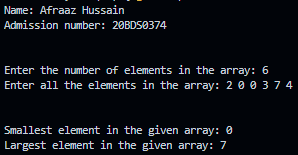 Name: Afraaz Hussain
Admission number: 20BDS0374
Enter the number of elements in the array: 6
Enter all the elements in the array: 2 0 0 3 7 4
Smallest element in the given array: 0
Largest element in the given array: 7